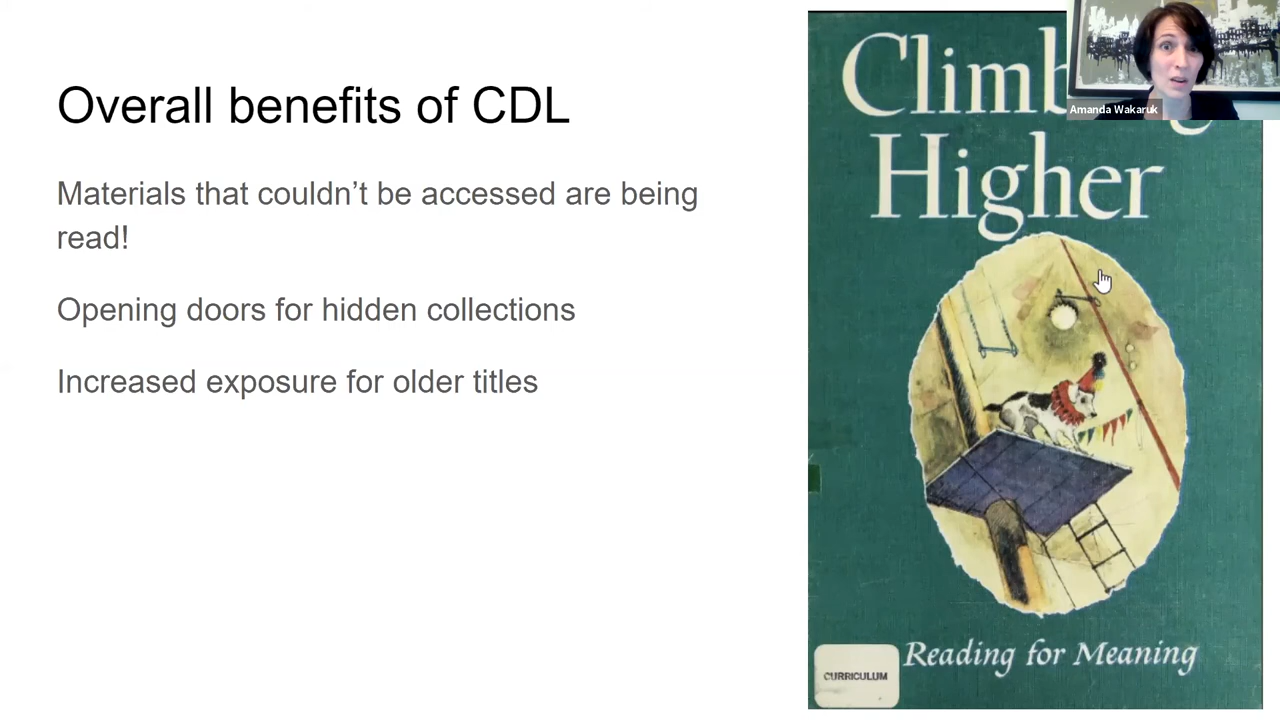 Overall benefits of CDL
Materials that couldn't be accessed are being
read!
Opening doors for hidden collections
Increased exposure for older titles
Higher
Reading for Meaning
CURRICULUM
Amanda Wakaruk